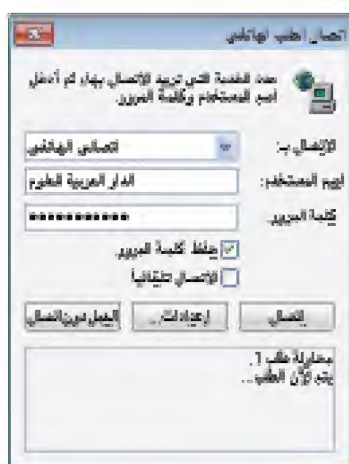 اتصال الطلب الهاتفي
حدد الخدمة التي تريد الاتصال بها، ثم أدخل
اسم المستخدم وكلمة المرور.
الاتصال بـ:
اتصالي الهاتفي
اسم المستخدم:
الدار العربية للعلوم
كلمة المرور:
***********
حفظ كلمة المرور.
الاتصال تلقائياً
اتصال
إعدادات...
العمل دون اتصال
محاولة طلب 1.
يتم الآن الطلب...